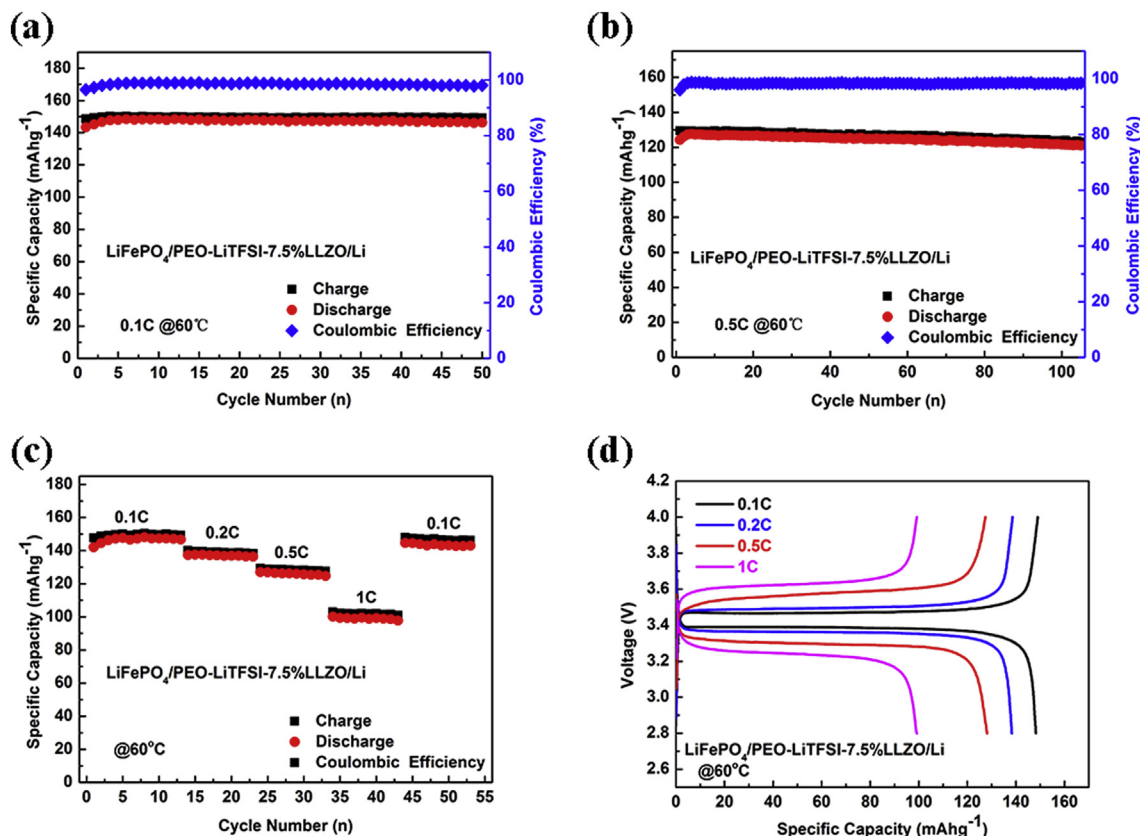 (a)
180
160
140
120
100
80
60
40
20
0
SPecific Capacity (mAhg-1)
100
80
60
40
20
0
Coulombic Efficiency (%)
LiFePO4/PEO-LiTFSI-7.5%LLZO/Li
Charge
Discharge
Coulombic Efficiency
0.1C @60℃
0 5 10 15 20 25 30 35 40 45 50
Cycle Number (n)
(b)
160
140
120
100
80
60
40
20
0
Specific Capacity (mAhg-1)
100
80
60
40
20
0
Coulombic Efficiency (%)
LiFePO4/PEO-LiTFSI-7.5%LLZO/Li
Charge
Discharge
Coulombic Efficiency
0.5C @60℃
0 20 40 60 80 100
Cycle Number (n)
(c)
180
160
140
120
100
80
60
40
20
0
Specific Capacity (mAhg-1)
0.1C
0.2C
0.5C
1C
0.1C
LiFePO4/PEO-LiTFSI-7.5%LLZO/Li
Charge
Discharge
Coulombic Efficiency
@60°C
0 5 10 15 20 25 30 35 40 45 50 55
Cycle Number (n)
(d)
4.2
4.0
3.8
3.6
3.4
3.2
3.0
2.8
2.6
Voltage (V)
0.1C
0.2C
0.5C
1C
LiFePO4/PEO-LiTFSI-7.5%LLZO/Li
@60°C
0 20 40 60 80 100 120 140 160
Specific Capacity (mAhg-1)